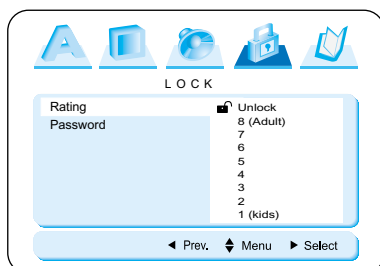 LOCK
Rating
Password
Unlock
8 (Adult)
7
6
5
4
3
2
1 (kids)
◄ Prev. ▲▼ Menu ► Select